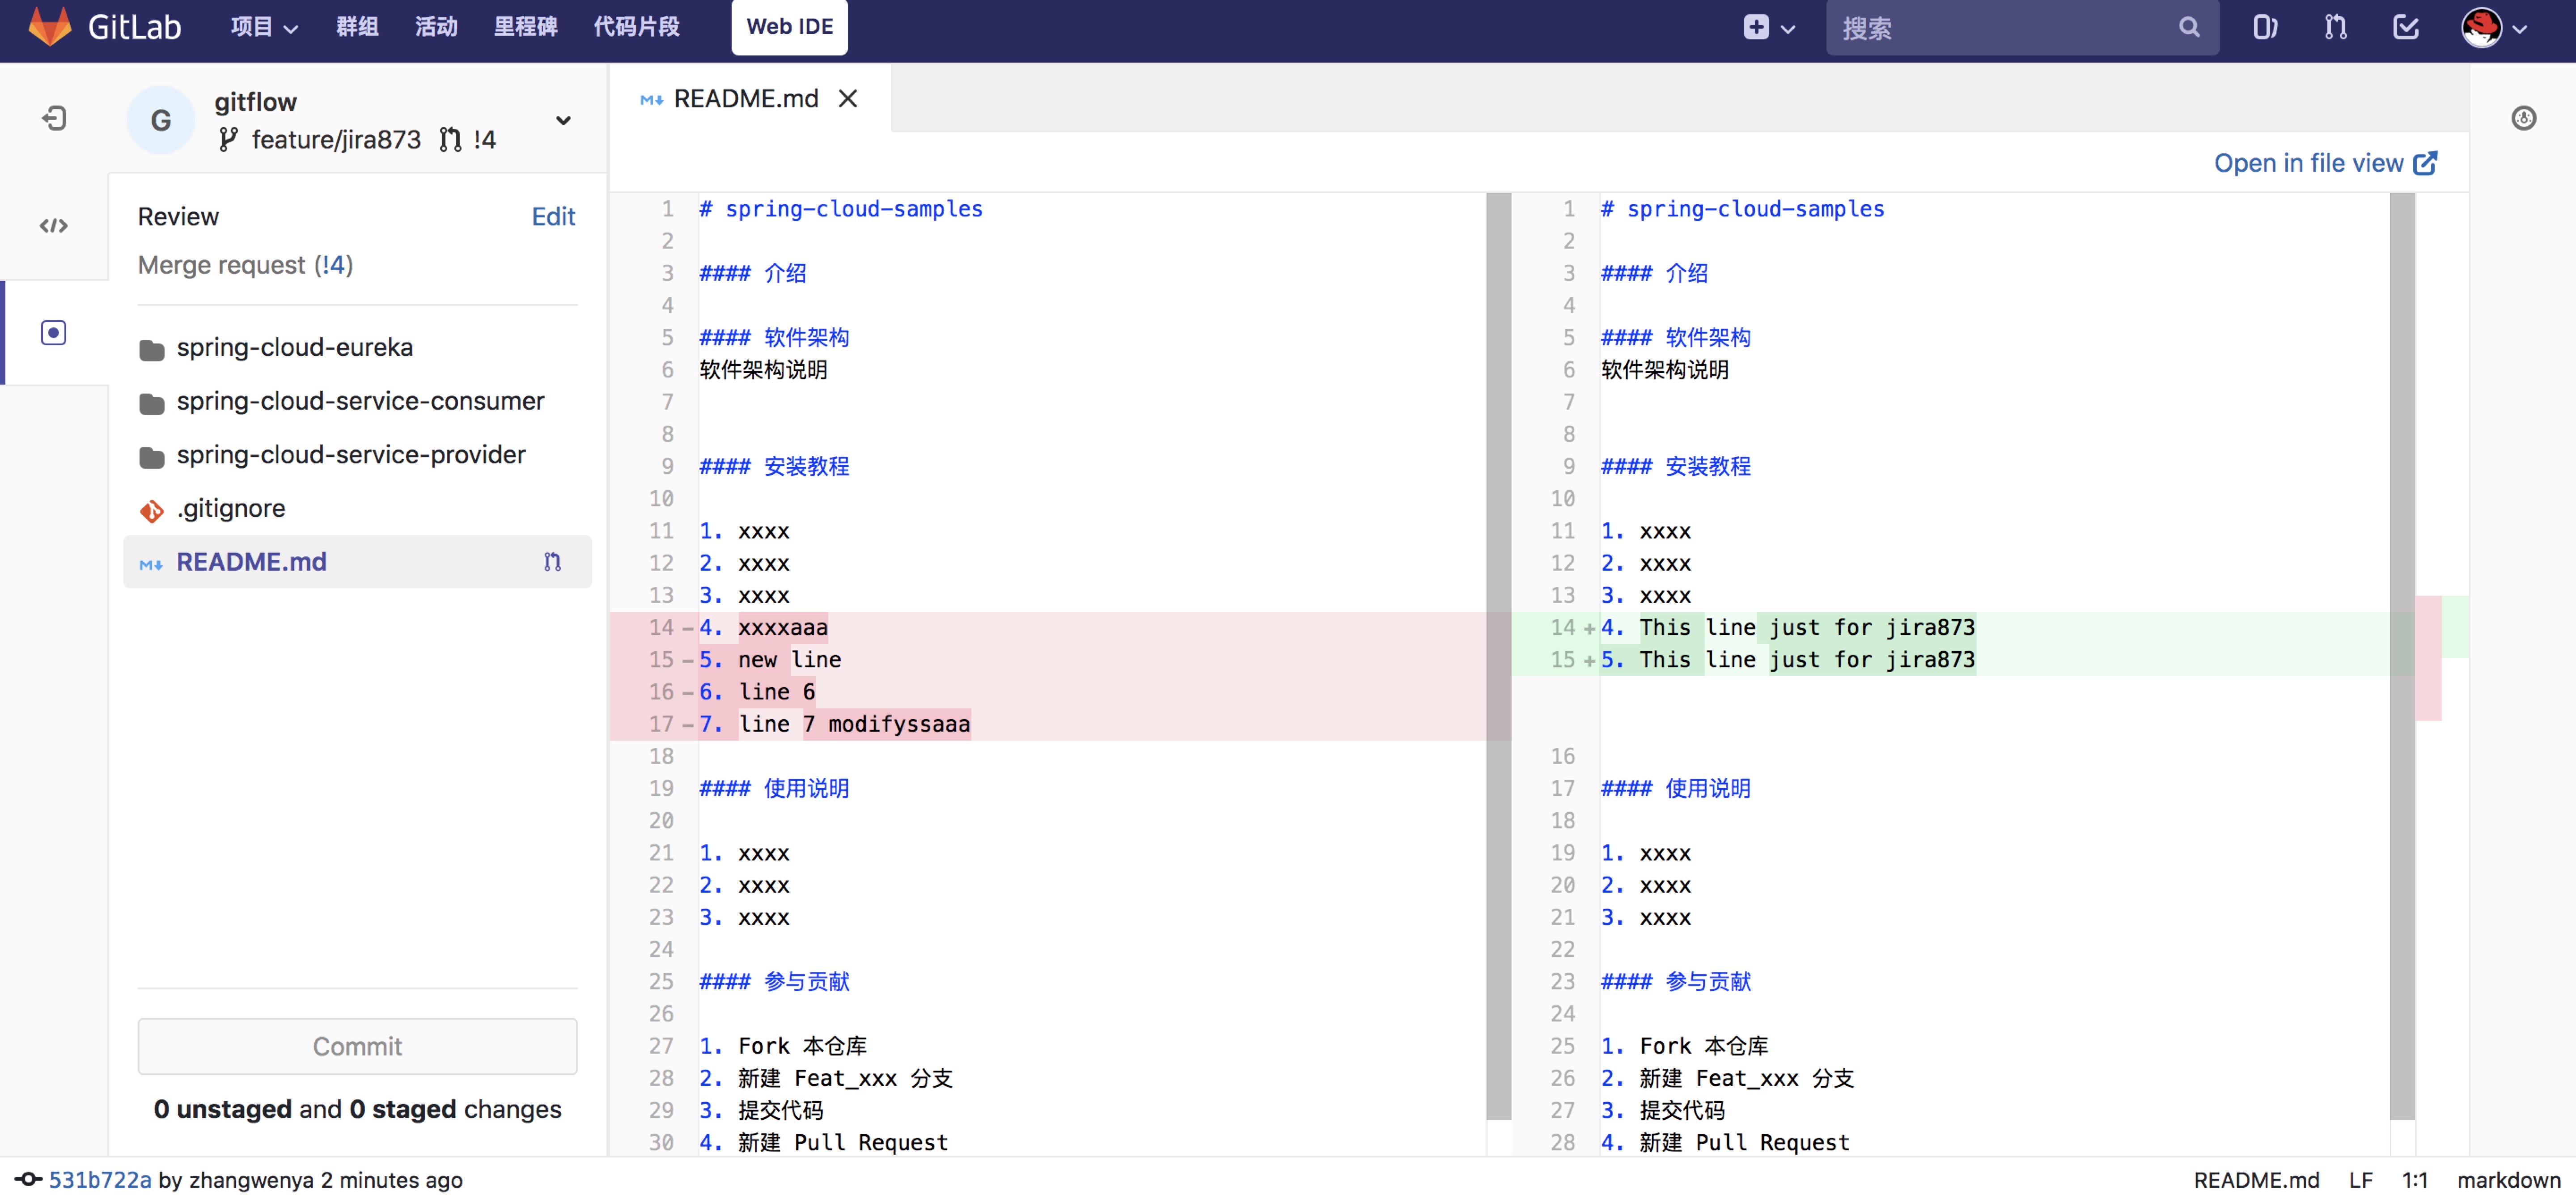 GitLab 项目 群组 活动 里程碑 代码片段 Web IDE 搜索
G
gitflow
feature/jira873 !4
Review Edit
Merge request (!4)
spring-cloud-eureka
spring-cloud-service-consumer
spring-cloud-service-provider
.gitignore
README.md
Commit
0 unstaged and 0 staged changes
README.md
Open in file view
1 # spring-cloud-samples
2
3 #### 介绍
4
5 #### 软件架构
6 软件架构说明
7
8
9 #### 安装教程
10
11 1. xxxx
12 2. xxxx
13 3. xxxx
14 - 4. xxxxaaa
15 - 5. new line
16 - 6. line 6
17 - 7. line 7 modifyssaaa
18
19 #### 使用说明
20
21 1. xxxx
22 2. xxxx
23 3. xxxx
24
25 #### 参与贡献
26
27 1. Fork 本仓库
28 2. 新建 Feat_xxx 分支
29 3. 提交代码
30 4. 新建 Pull Request
1 # spring-cloud-samples
2
3 #### 介绍
4
5 #### 软件架构
6 软件架构说明
7
8
9 #### 安装教程
10
11 1. xxxx
12 2. xxxx
13 3. xxxx
14 + 4. This line just for jira873
15 + 5. This line just for jira873
16
17 #### 使用说明
18
19 1. xxxx
20 2. xxxx
21 3. xxxx
22
23 #### 参与贡献
24
25 1. Fork 本仓库
26 2. 新建 Feat_xxx 分支
27 3. 提交代码
28 4. 新建 Pull Request
531b722a by zhangwenya 2 minutes ago
README.md LF 1:1 markdown